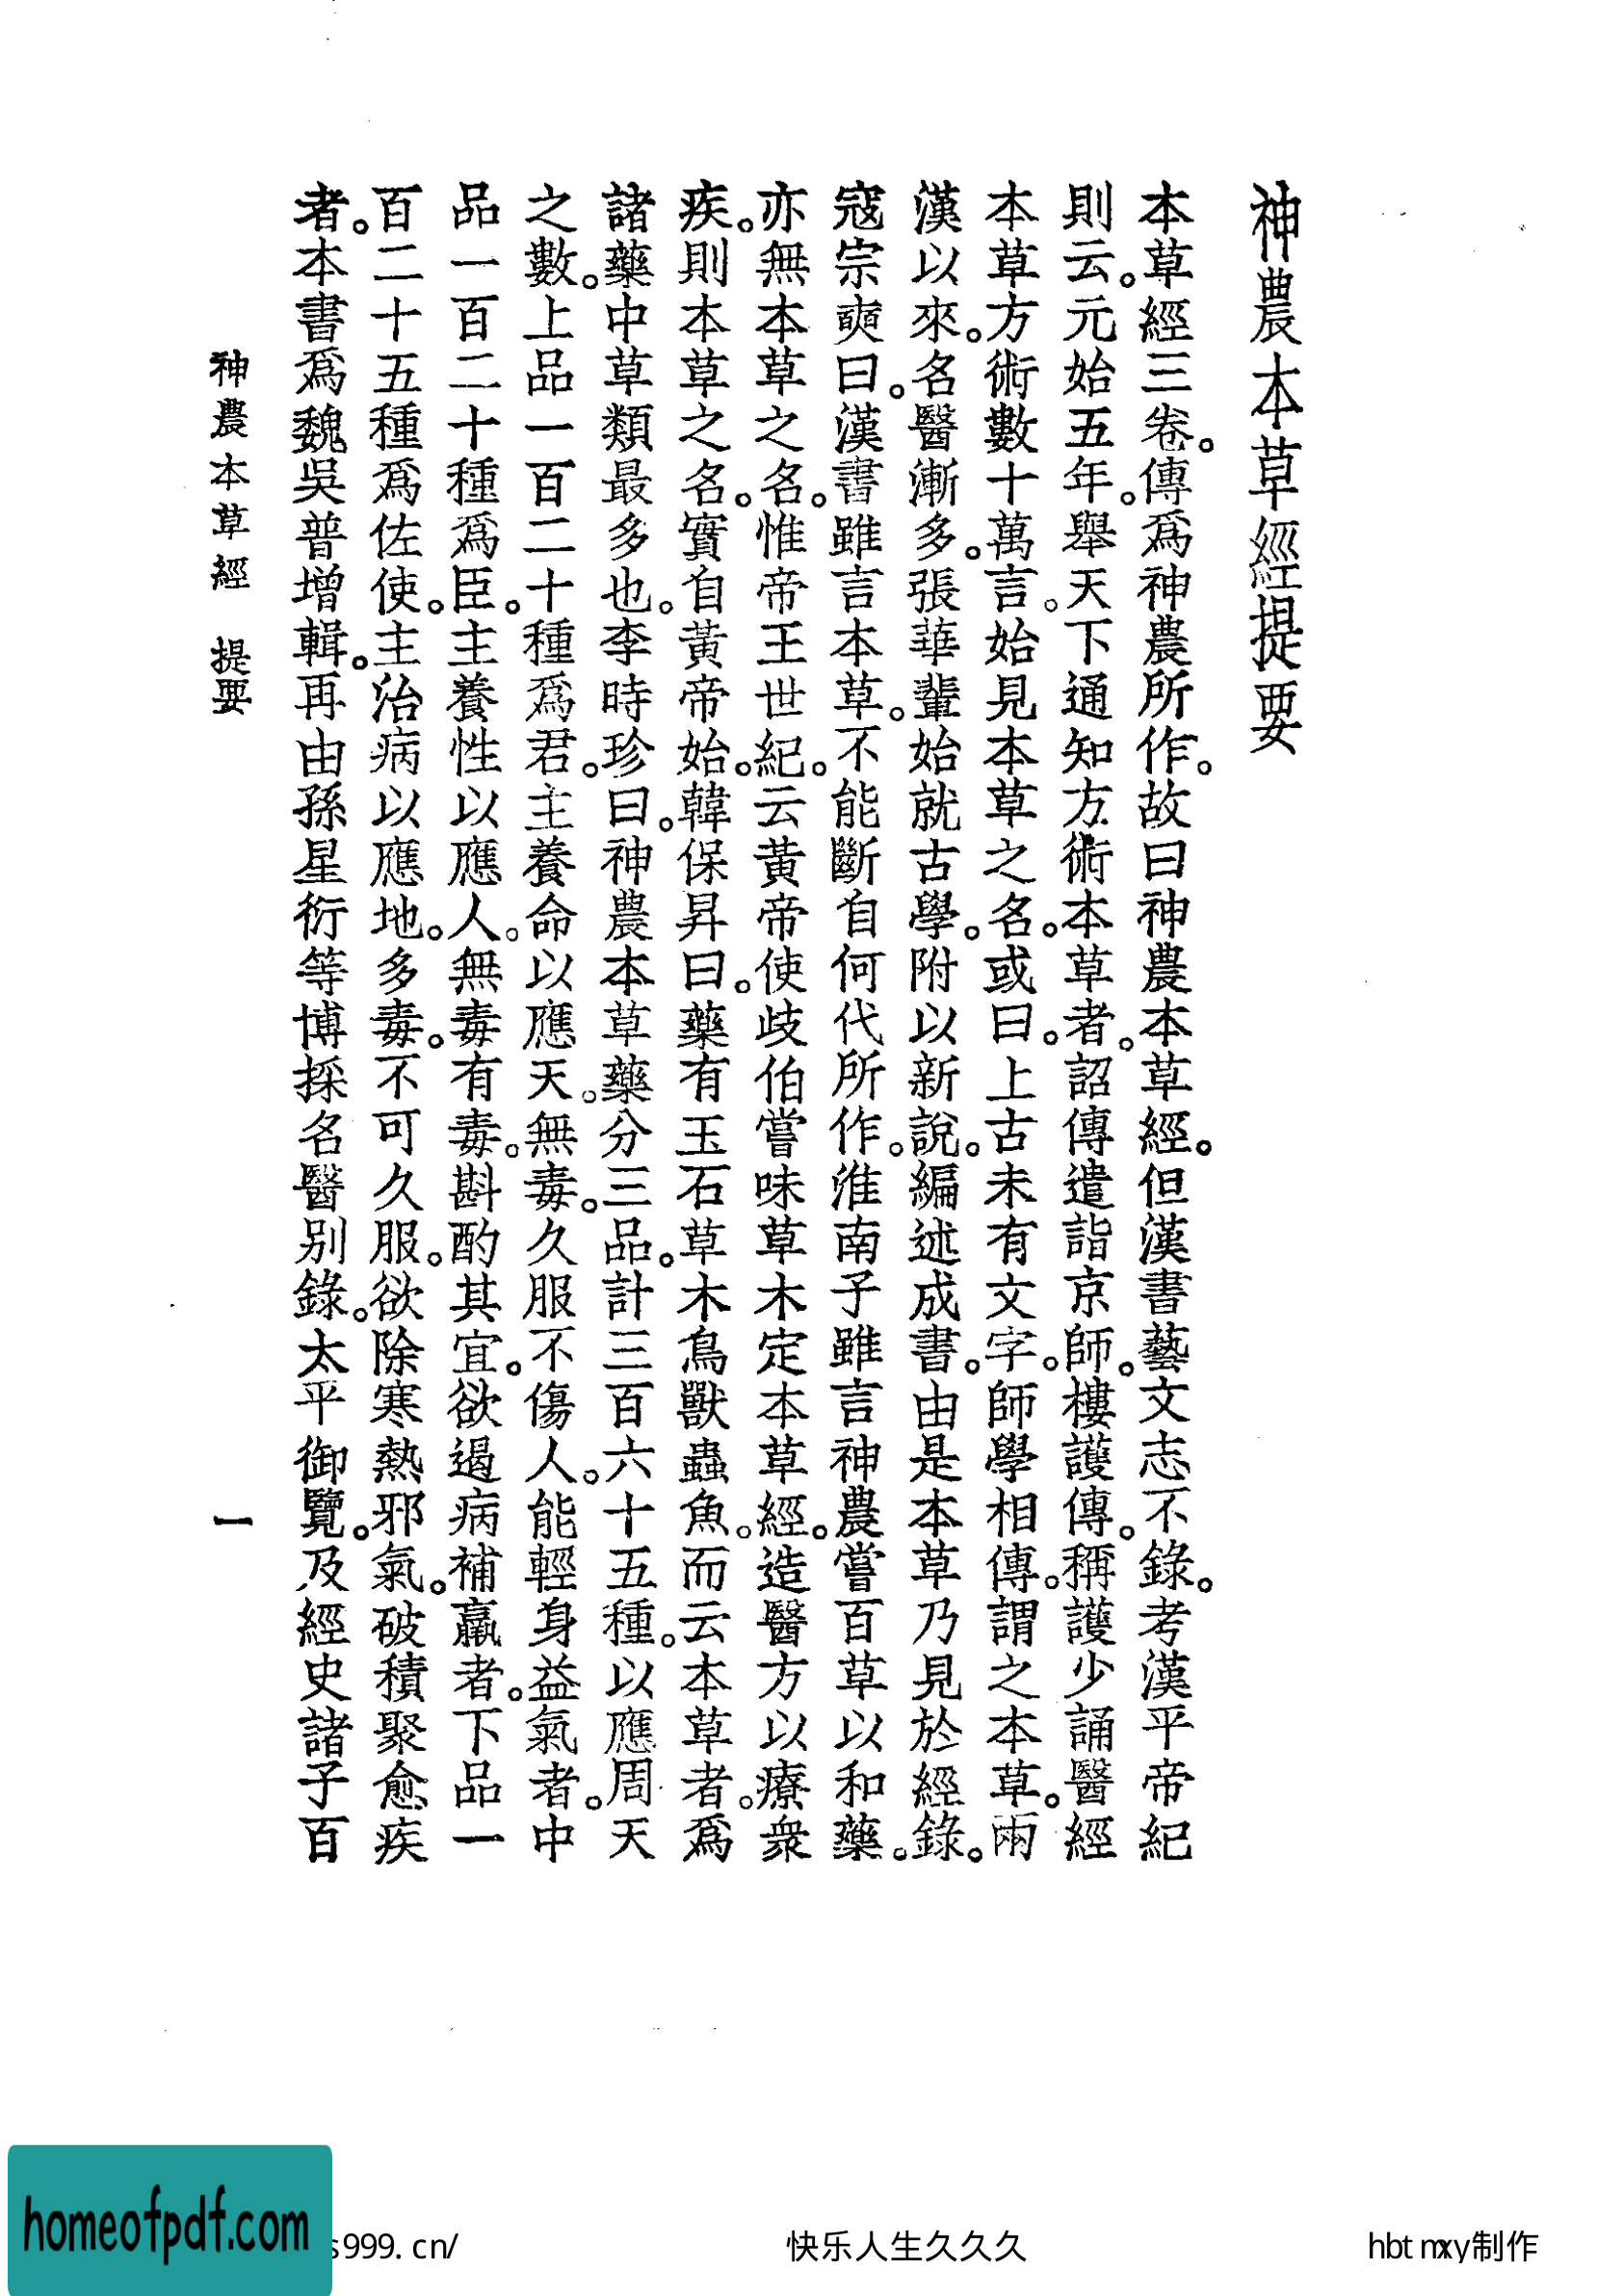 神農本草經提要
本草經三卷。傳爲神農所作。故曰神農本草經。但漢書藝文志不錄。考漢平帝紀
則云。元始五年。舉天下通知方術本草者。詔傳遣詣京師。樓護傳。稱護少誦醫經
本草方術數十萬言。始見本草之名。或曰。上古未有文字。師學相傳。謂之本草。兩
漢以來。名醫漸多。張華輩始就古學。附以新說。編述成書。由是本草乃見於經錄。
寇宗奭曰。漢書雖言本草。不能斷自何代所作。淮南子雖言神農嘗百草以和藥。
亦無本草之名。惟帝王世紀。云黃帝使歧伯嘗味草木定本草經。造醫方以療衆
疾。則本草之名。實自黃帝始。韓保昇曰。藥有玉石草木鳥獸蟲魚。而云本草者。爲
諸藥中草類最多也。李時珍曰。神農本草藥分三品。計三百六十五種。以應周天
之數。上品一百二十種爲君。主養命以應天。無毒。久服不傷人。能輕身益氣者。中
品一百二十種爲臣。主養性以應人。無毒有毒。斟酌其宜。欲遏病補羸者。下品一
百二十五種爲佐使。主治病以應地。多毒。不可久服。欲除寒熱邪氣。破積聚愈疾
者。本書爲魏吳普增輯。再由孫星衍等博採名醫别錄。太平御覽。及經史諸子百
神農本草經 提要
一
homeofpdf.com
s999.cn/
快乐人生久久久
hbtmxy制作